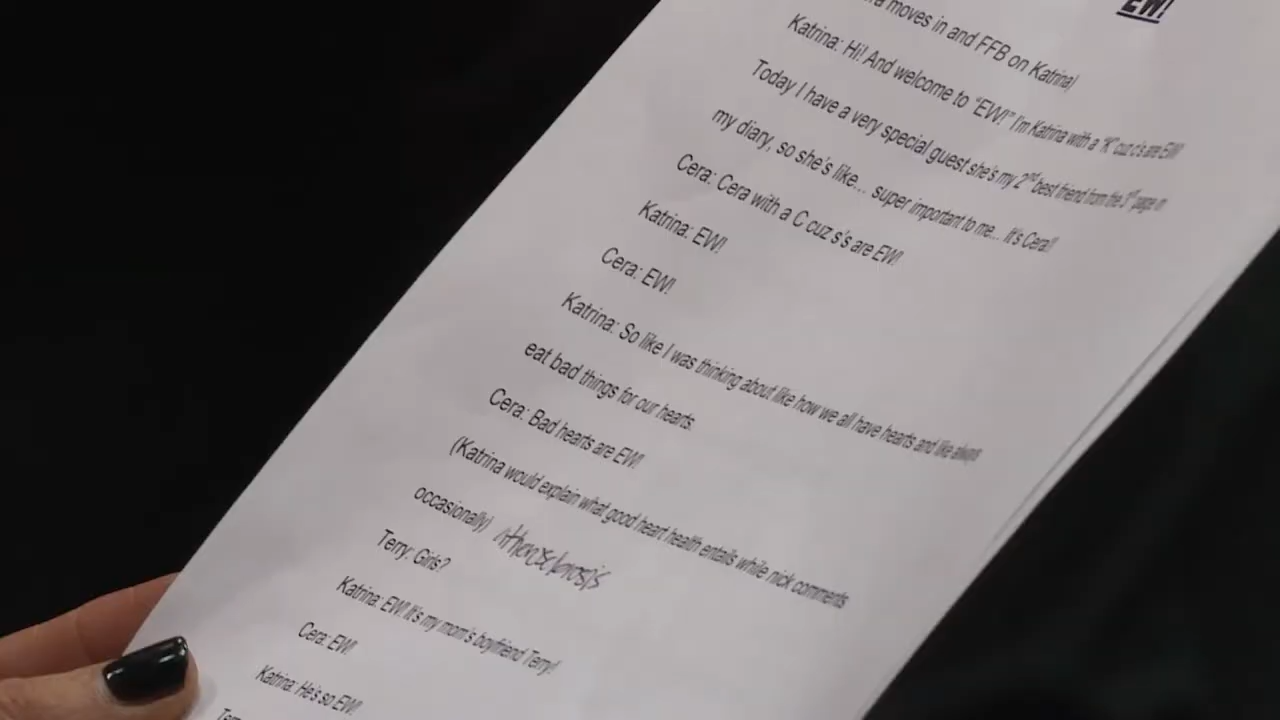 EW!
moves in and FFB on Katrina)
Katrina: Hi! And welcome to "EW!" I'm Katrina with a "K" cuz c's are EW!
Today I have a very special guest she's my 2nd best friend from the 3rd page in
my diary, so she's like... super important to me... It's Cera!!
Cera: Cera with a C cuz s's are EW!
Katrina: EW!
Cera: EW!
Katrina: So like I was thinking about like how we all have hearts and like always
eat bad things for our hearts.
Cera: Bad hearts are EW!
(Katrina would explain what good heart health entails while nick comments
occasionally)
Terry: Girls?
Katrina: EW! It's my mom's boyfriend Terry!
Cera: EW!
Katrina: He's so EW!